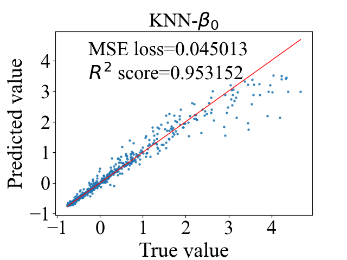 KNN-β₀
MSE loss=0.045013
R² score=0.953152
Predicted value
4
3
2
1
0
−1
−1 0 1 2 3 4
True value